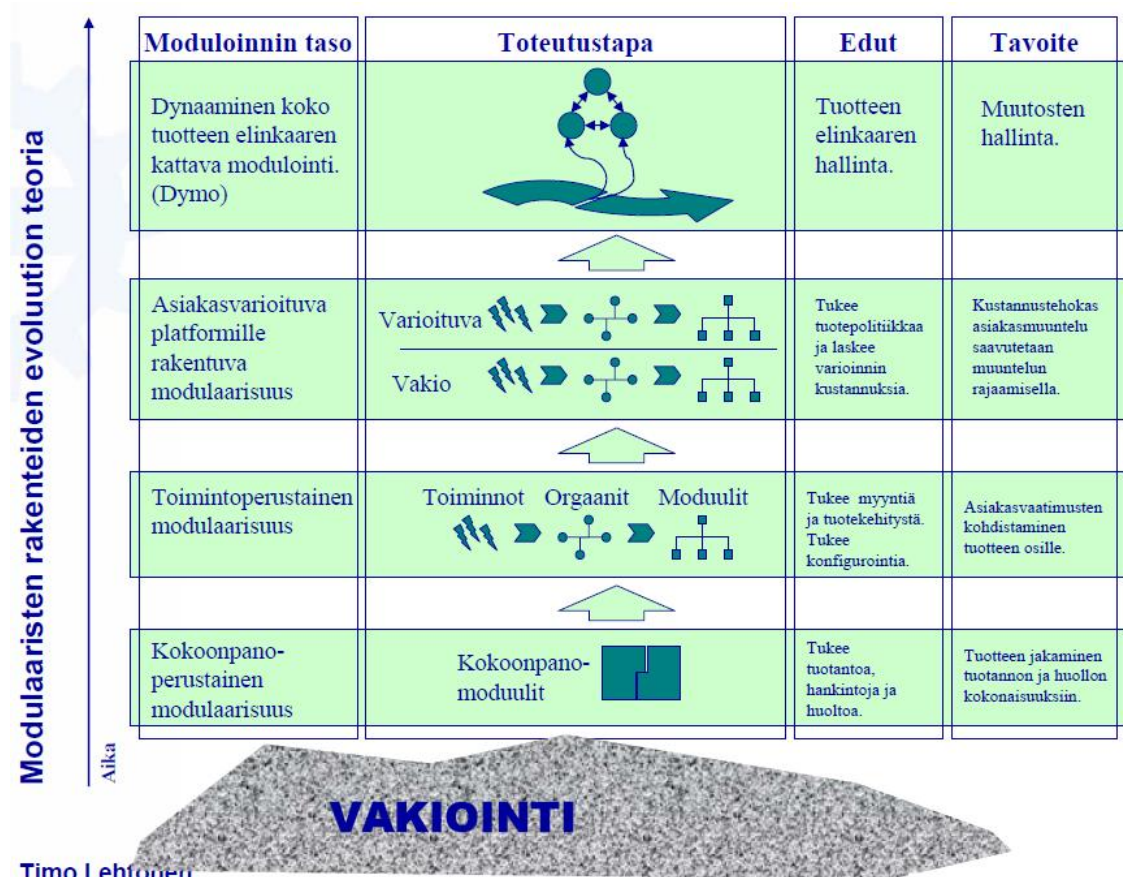 Modulaaristen rakenteiden evoluution teoria
Aika
Moduloinnin taso
Toteutustapa
Edut
Tavoite
Dynaaminen koko
tuotteen elinkaaren
kattava modulointi.
(Dymo)
Tuotteen
elinkaaren
hallinta.
Muutosten
hallinta.
Asiakasvarioituva
platformille
rakentuva
modulaarisuus
Varioituva
Vakio
Tukee
tuotepolitiikkaa
ja laskee
varioinnin
kustannuksia.
Kustannustehokas
asiakasmuuntelu
saavutetaan
muuntelun
rajaamisella.
Toimintoperustainen
modulaarisuus
Toiminnot Orgaanit Moduulit
Tukee myyntiä
ja tuotekehitystä.
Tukee
konfigurointia.
Asiakasvaatimusten
kohdistaminen
tuotteen osille.
Kokoonpano-
perustainen
modulaarisuus
Kokoonpano-
moduulit
Tukee
tuotantoa,
hankintoja ja
huoltoa.
Tuotteen jakaminen
tuotannon ja huollon
kokonaisuuksiin.
VAKIOINTI
Timo Lehtonen